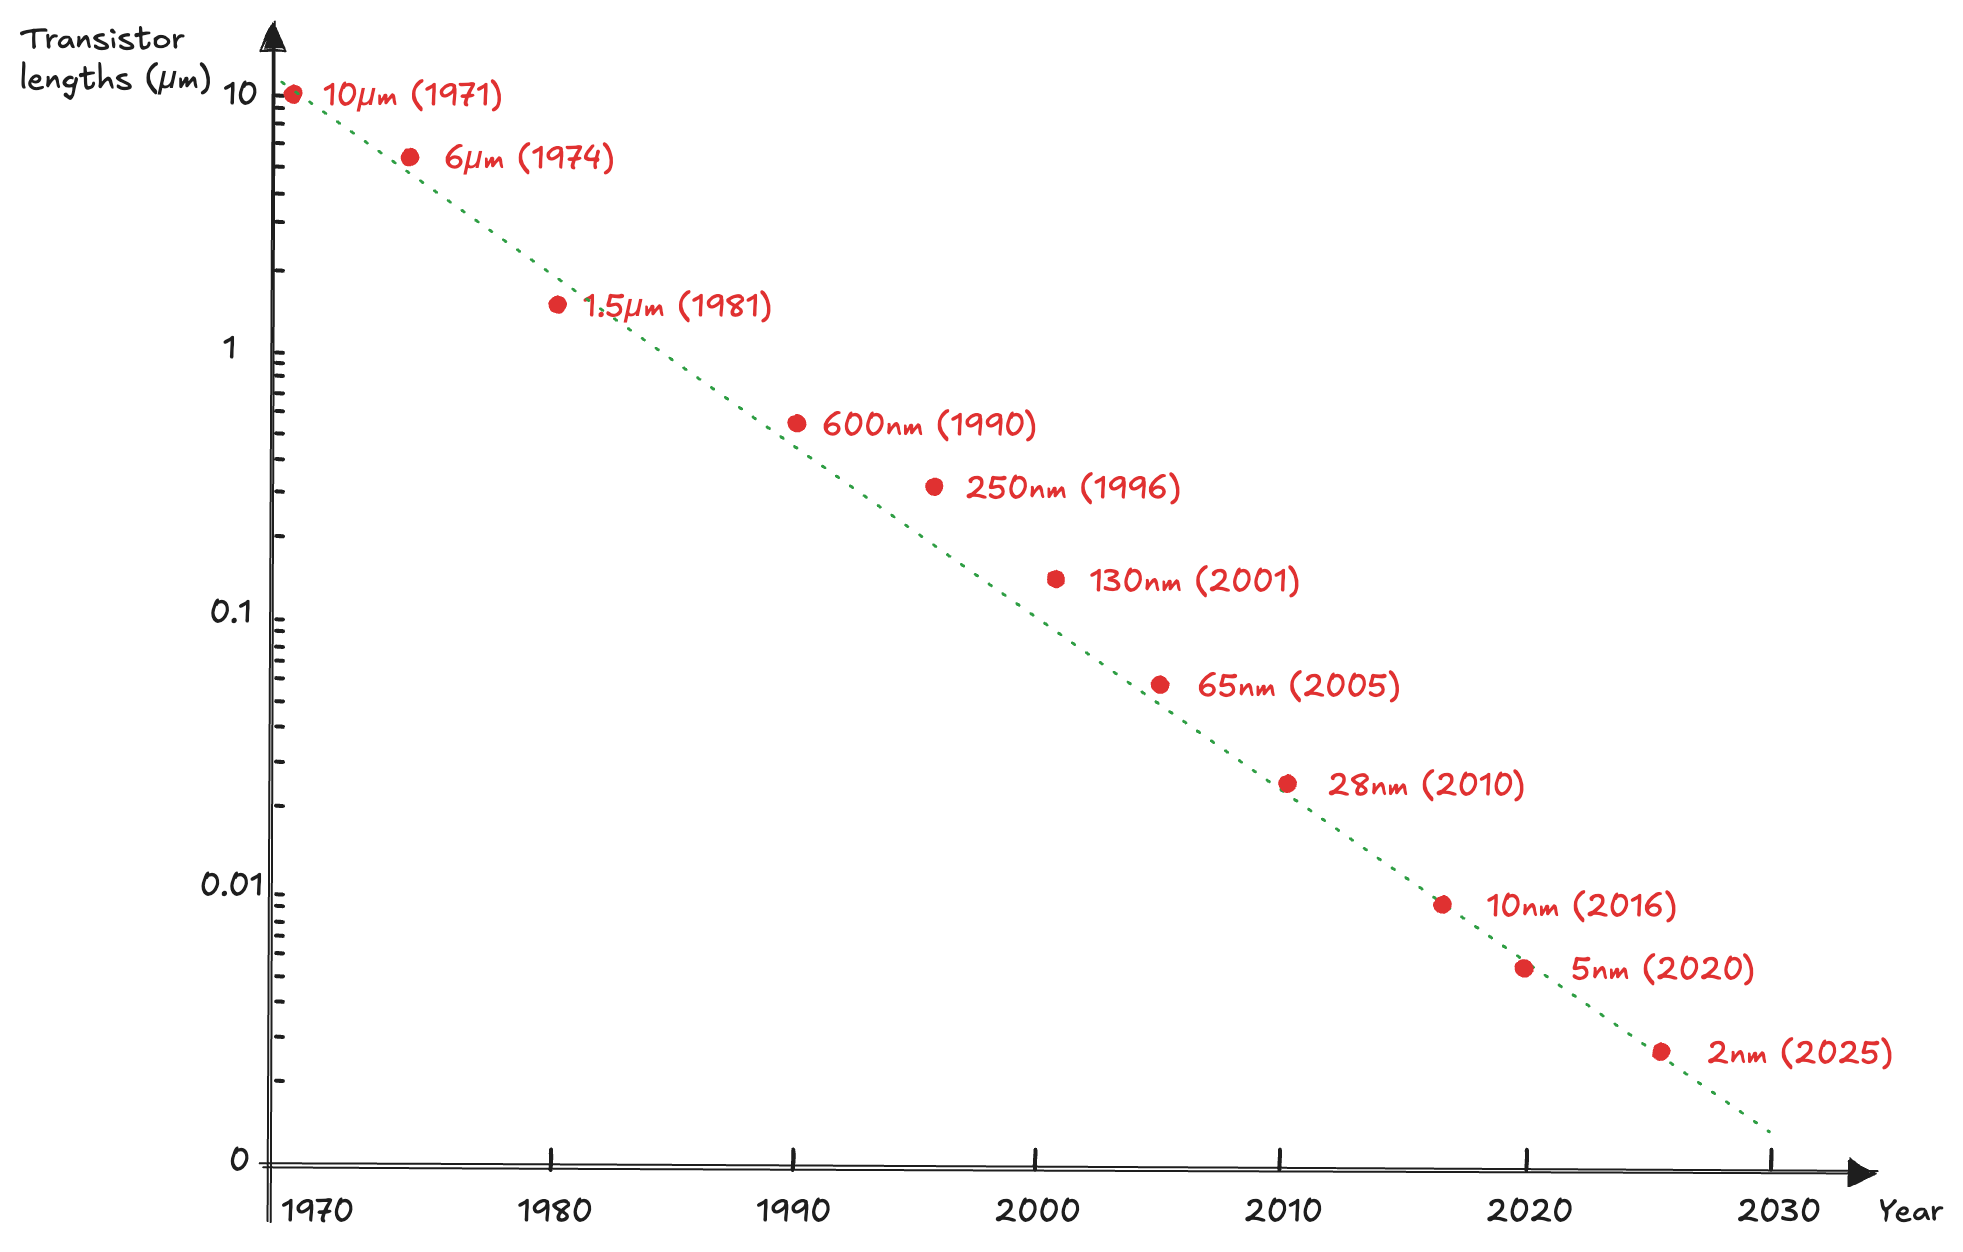 Transistor
lengths (µm)
10
10µm (1971)
6µm (1974)
1.5µm (1981)
1
600nm (1990)
250nm (1996)
130nm (2001)
0.1
65nm (2005)
28nm (2010)
0.01
10nm (2016)
5nm (2020)
2nm (2025)
0
1970 1980 1990 2000 2010 2020 2030 Year